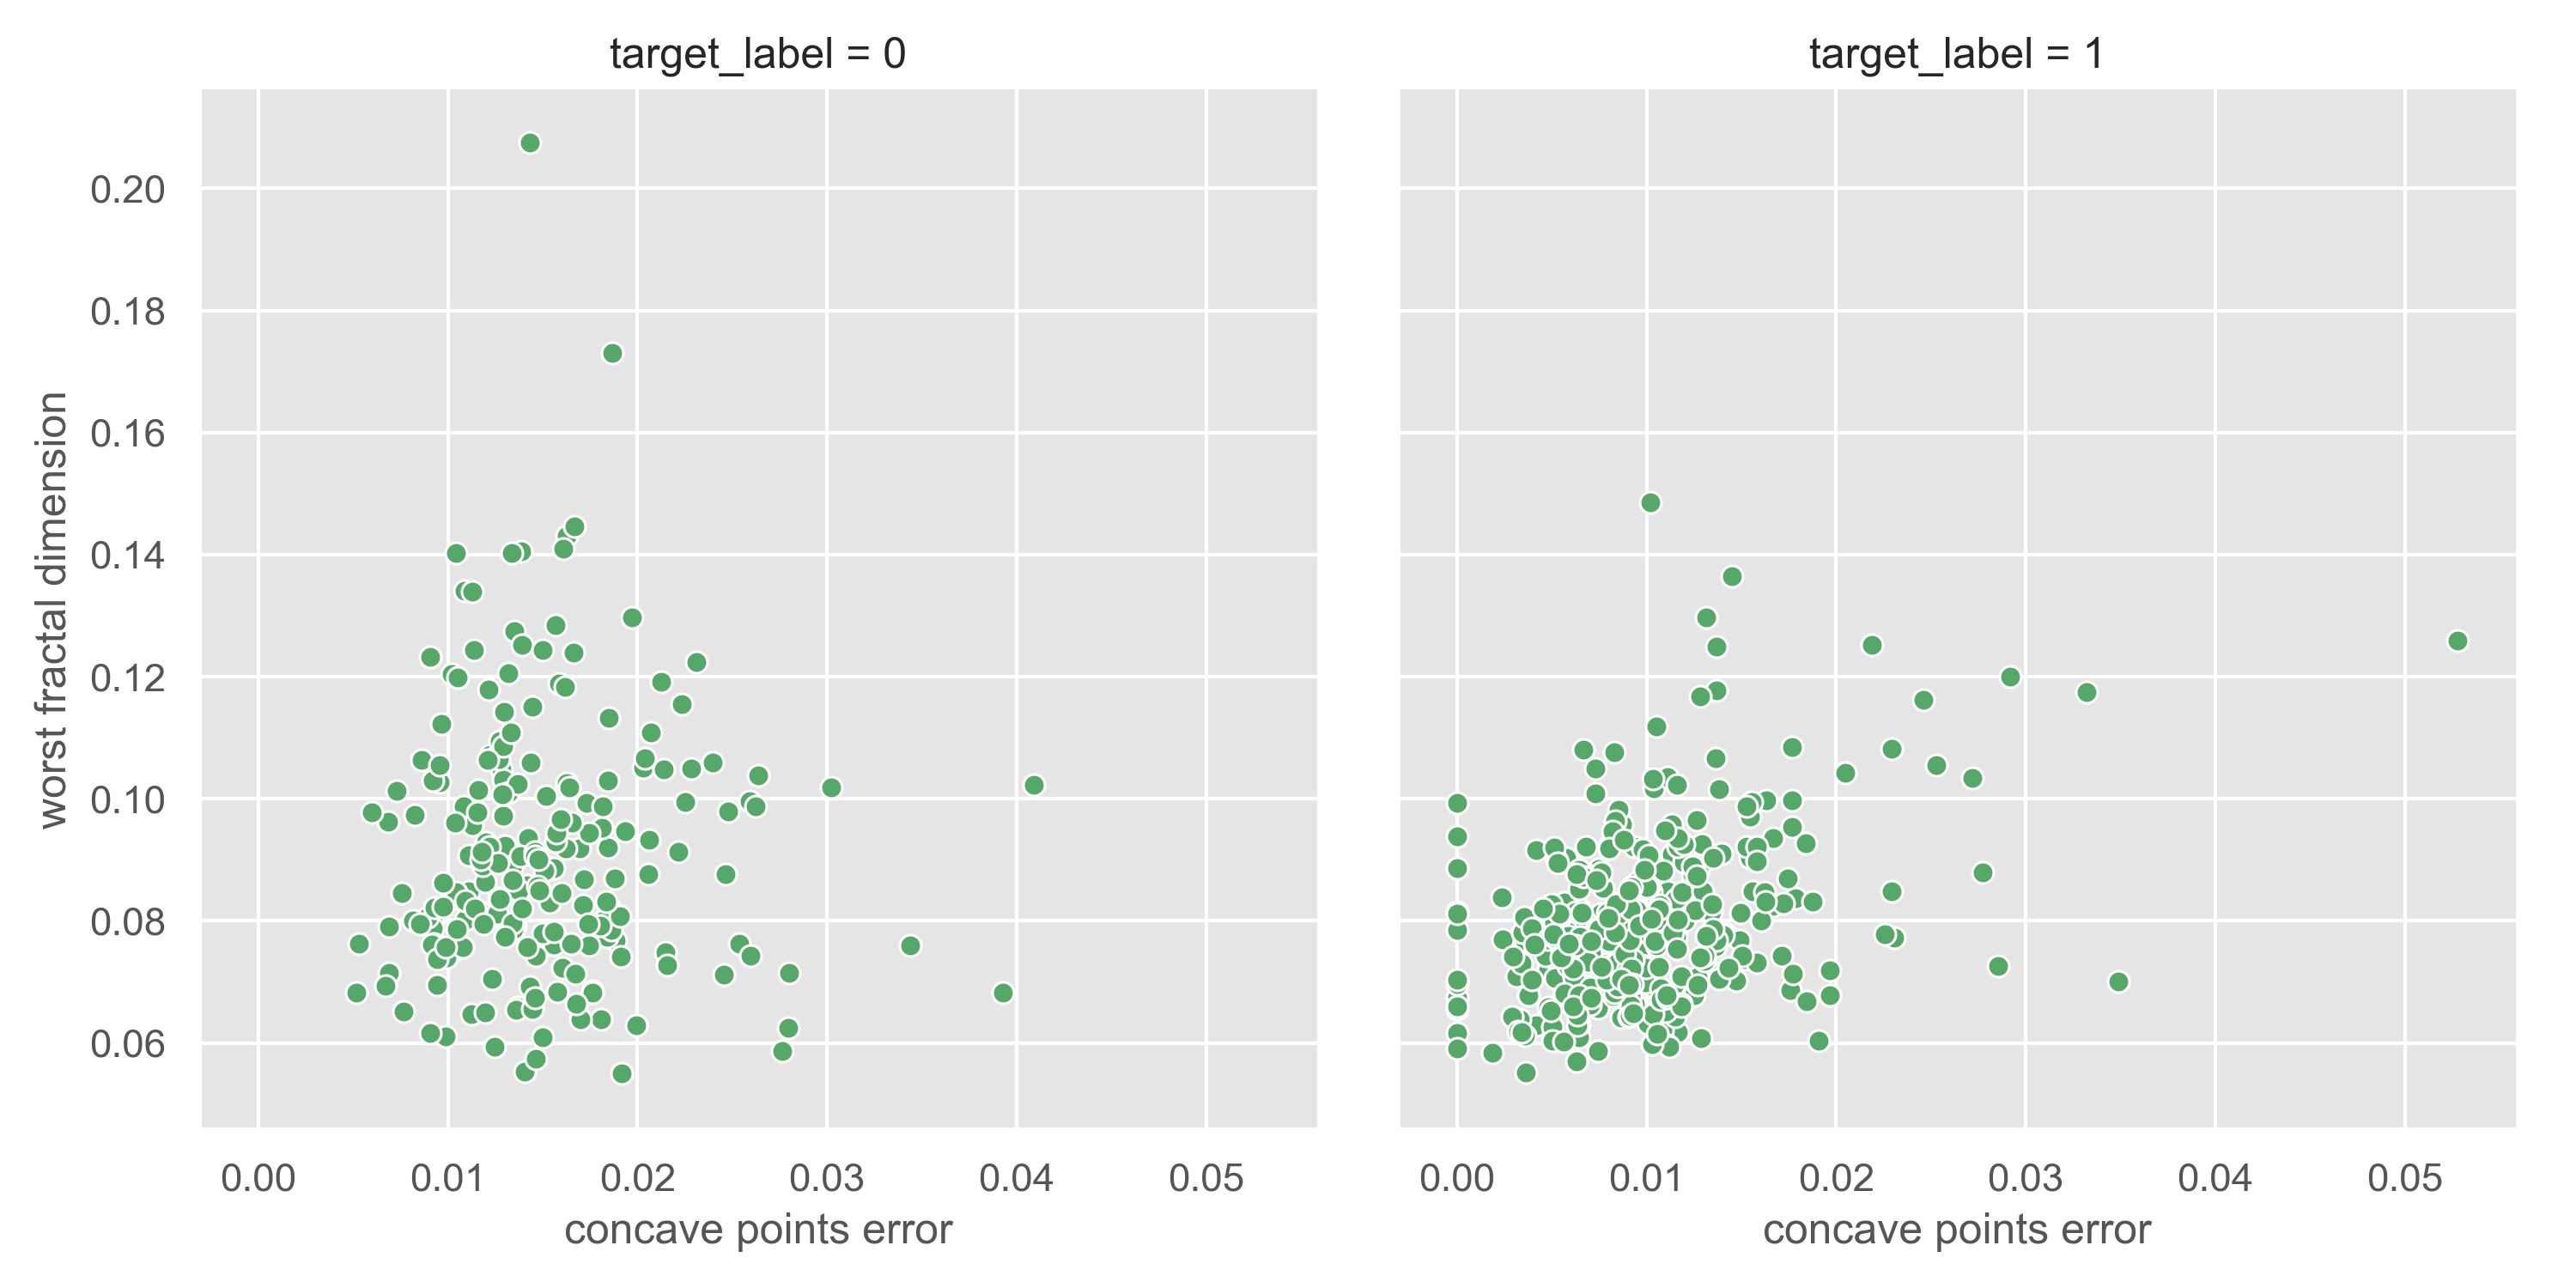 target_label = 0
target_label = 1
worst fractal dimension
0.20
0.18
0.16
0.14
0.12
0.10
0.08
0.06
0.00 0.01 0.02 0.03 0.04 0.05
0.00 0.01 0.02 0.03 0.04 0.05
concave points error
concave points error